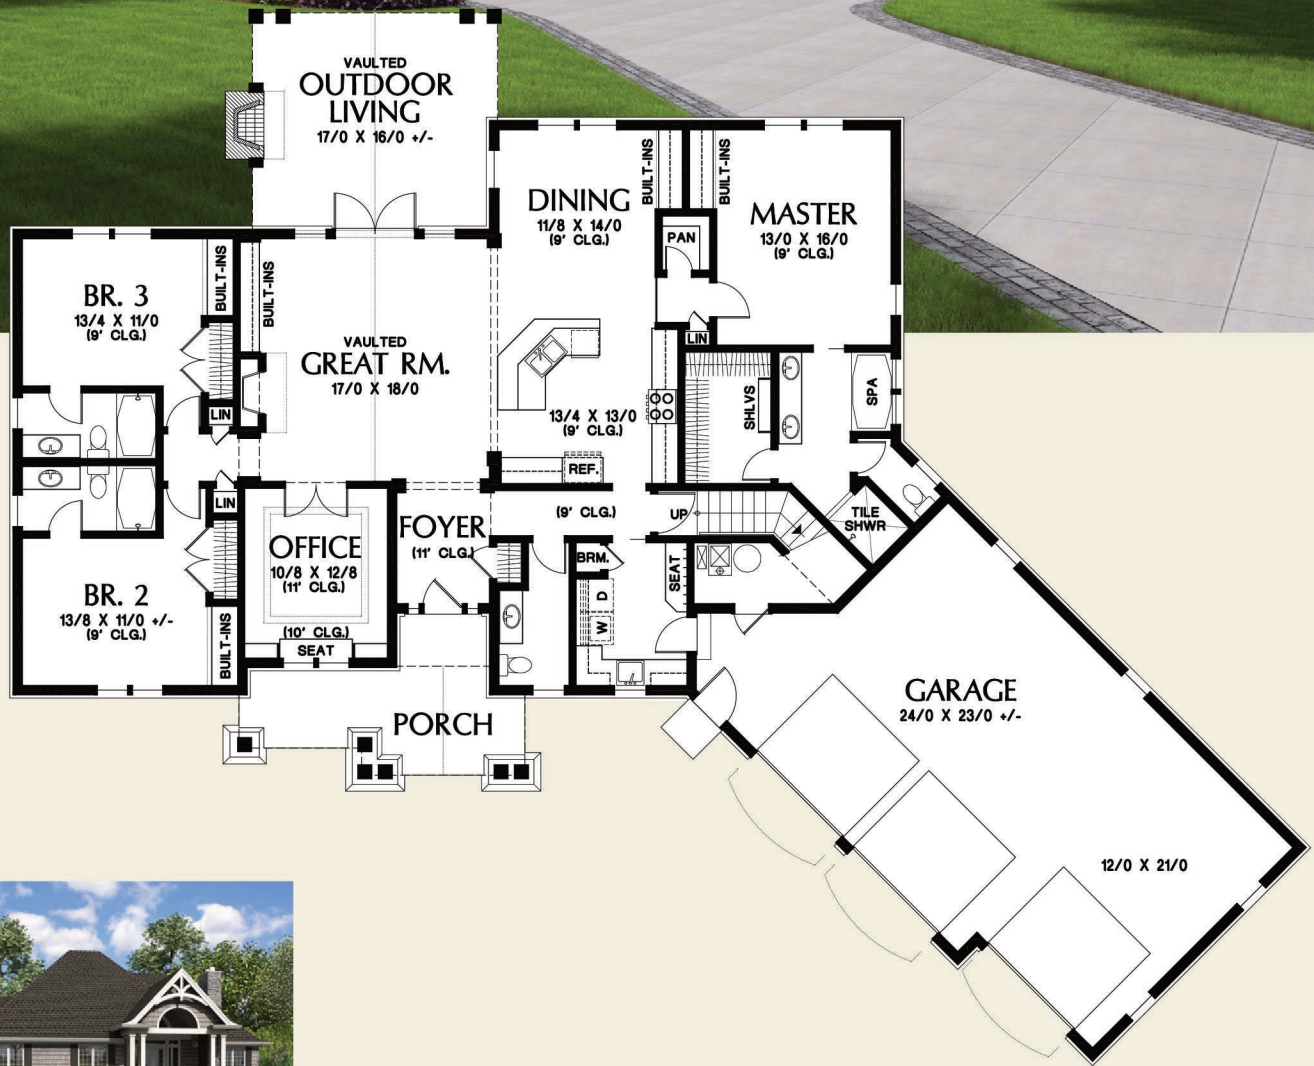 VAULTED
OUTDOOR
LIVING
17/0 X 16/0 +/-
BUILT-INS
BUILT-INS
DINING
11/8 X 14/0
(9' CLG.)
PAN
MASTER
13/0 X 16/0
(9' CLG.)
BR. 3
13/4 X 11/0
(9' CLG.)
BUILT-INS
BUILT-INS
VAULTED
GREAT RM.
17/0 X 18/0
LIN
LIN
13/4 X 13/0
(9' CLG.)
SHLVS
SPA
REF.
LIN
FOYER
(11' CLG.)
(9' CLG.)
UP
TILE
SHWR
OFFICE
10/8 X 12/8
(11' CLG.)
BRM.
SEAT
D
W
BR. 2
13/8 X 11/0 +/-
(9' CLG.)
BUILT-INS
(10' CLG.)
SEAT
PORCH
GARAGE
24/0 X 23/0 +/-
12/0 X 21/0